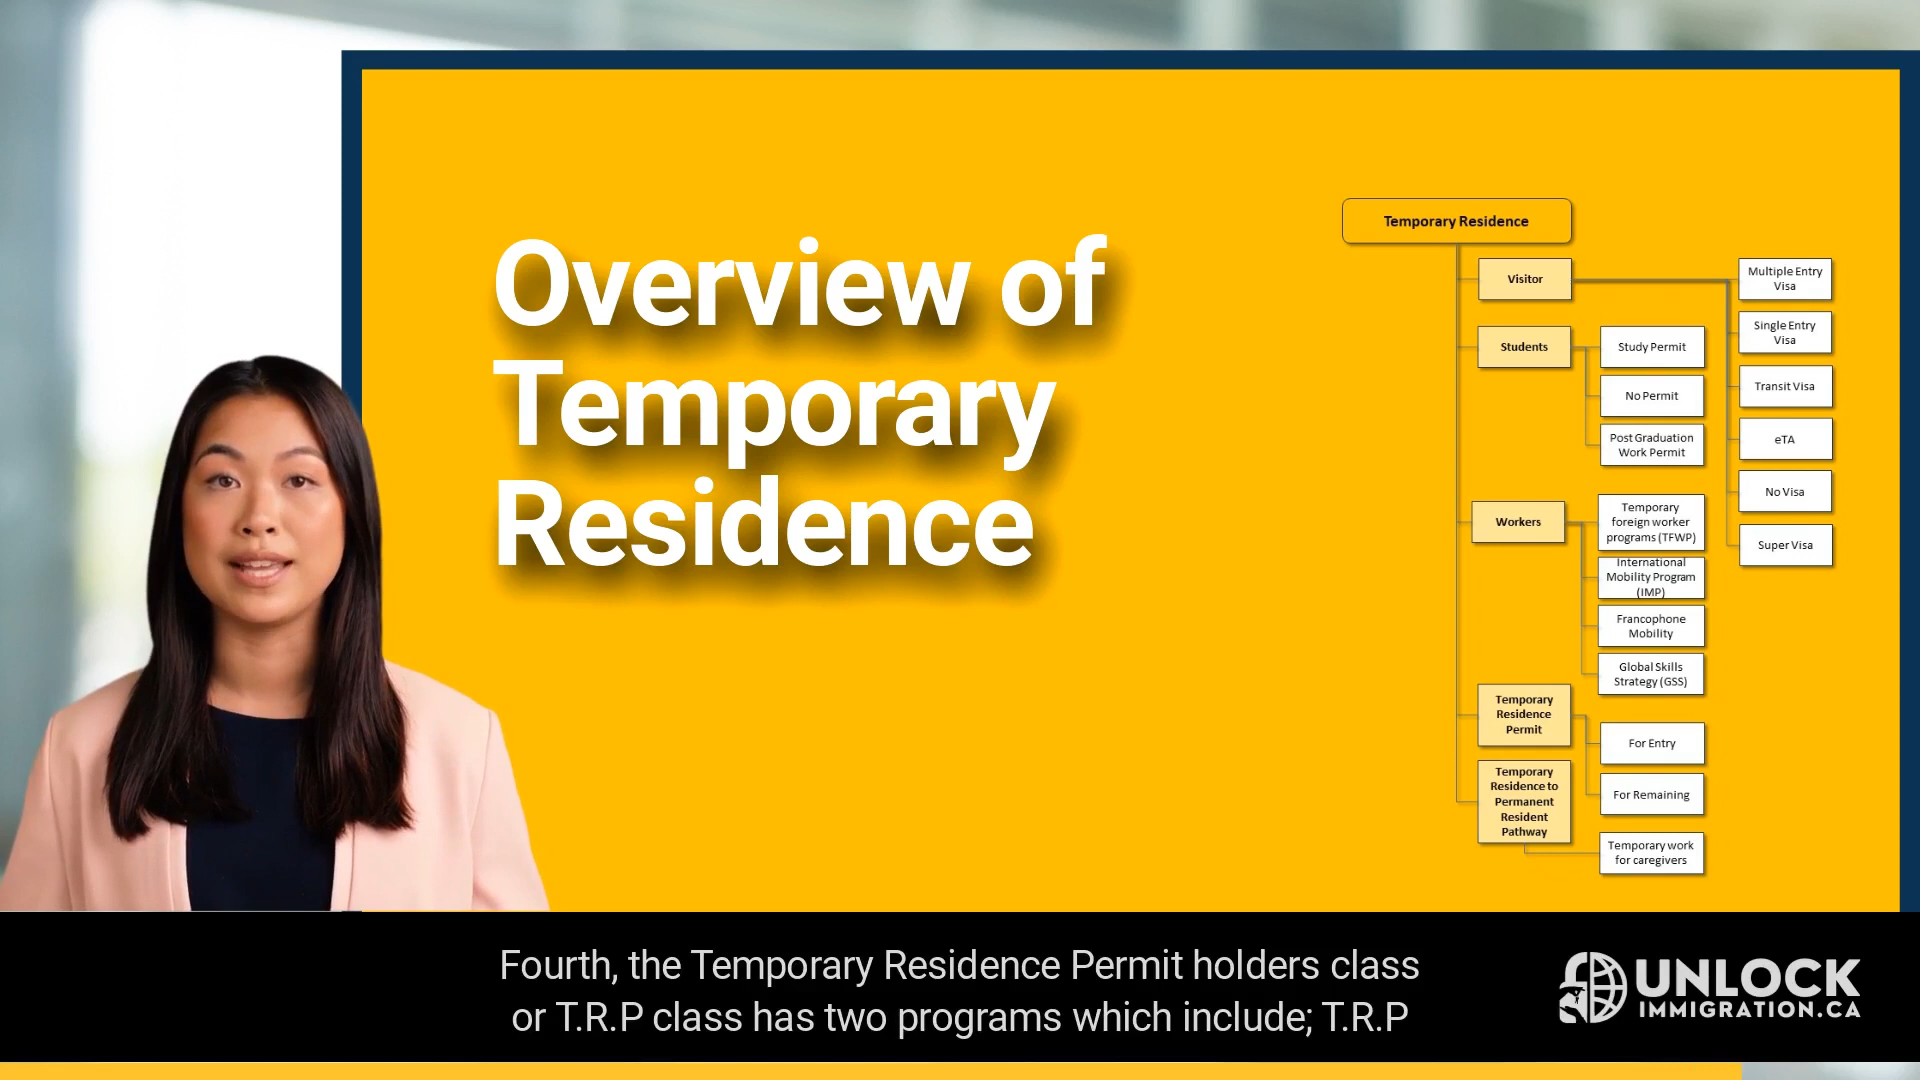 Overview of
Temporary
Residence
Temporary Residence
Visitor
Multiple Entry
Visa
Single Entry
Visa
Transit Visa
eTA
No Visa
Super Visa
Students
Study Permit
No Permit
Post Graduation
Work Permit
Workers
Temporary
foreign worker
programs (TFWP)
International
Mobility Program
(IMP)
Francophone
Mobility
Global Skills
Strategy (GSS)
Temporary
Residence
Permit
For Entry
For Remaining
Temporary
Residence to
Permanent
Resident
Pathway
Temporary work
for caregivers
Fourth, the Temporary Residence Permit holders class
or T.R.P class has two programs which include; T.R.P
UNLOCK
IMMIGRATION.CA